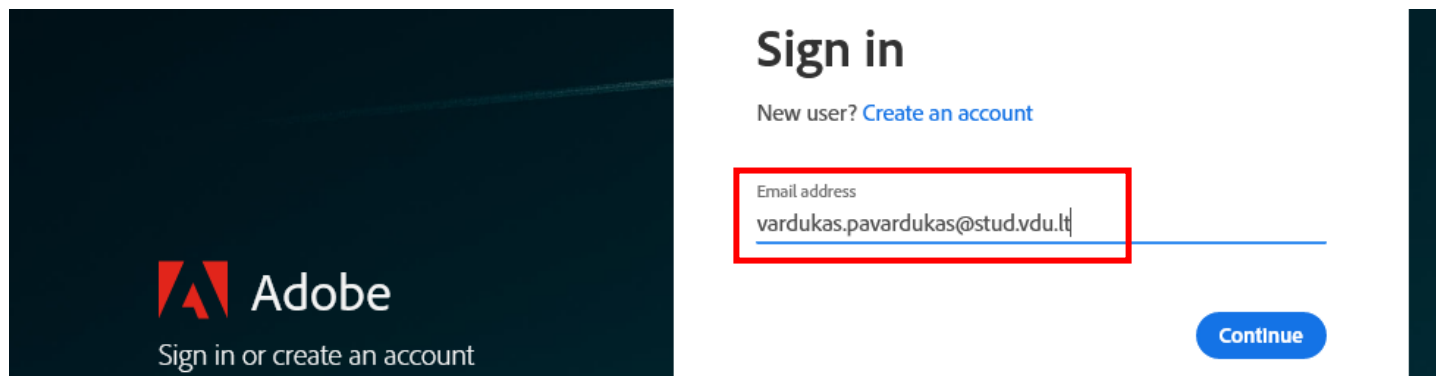 Adobe
Sign in or create an account
Sign in
New user? Create an account
Email address
vardukas.pavardukas@stud.vdu.lt
Continue